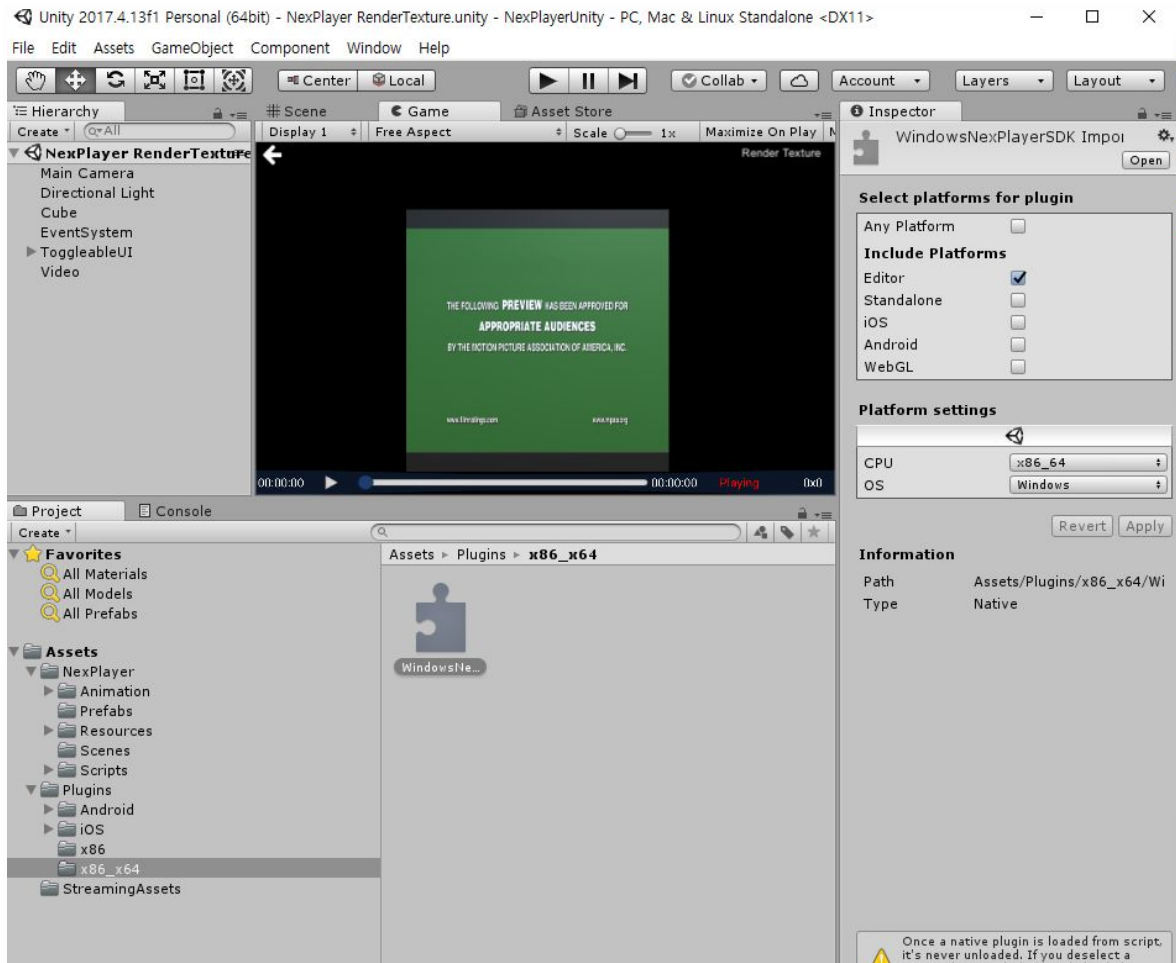 Unity 2017.4.13f1 Personal (64bit) - NexPlayer RenderTexture.unity - NexPlayerUnity - PC, Mac & Linux Standalone <DX11>
File Edit Assets GameObject Component Window Help
Center Local Collab Account Layers Layout
Hierarchy
Create All
NexPlayer RenderTexture
Main Camera
Directional Light
Cube
EventSystem
ToggleableUI
Video
Scene Game Asset Store
Display 1 Free Aspect Scale 1x Maximize On Play
Render Texture
THE FOLLOWING PREVIEW HAS BEEN APPROVED FOR
APPROPRIATE AUDIENCES
BY THE MOTION PICTURE ASSOCIATION OF AMERICA, INC.
www.filmratings.com www.mpaa.org
00:00:00 00:00:00 Playing 0x0
Project Console
Create
Favorites
All Materials
All Models
All Prefabs
Assets
NexPlayer
Animation
Prefabs
Resources
Scenes
Scripts
Plugins
Android
iOS
x86
x86_x64
StreamingAssets
Assets Plugins x86_x64
WindowsNe...
Inspector
WindowsNexPlayerSDK Impor
Open
Select platforms for plugin
Any Platform
Include Platforms
Editor
Standalone
iOS
Android
WebGL
Platform settings
CPU x86_64
OS Windows
Revert Apply
Information
Path Assets/Plugins/x86_x64/Wi
Type Native
Once a native plugin is loaded from script,
it's never unloaded. If you deselect a